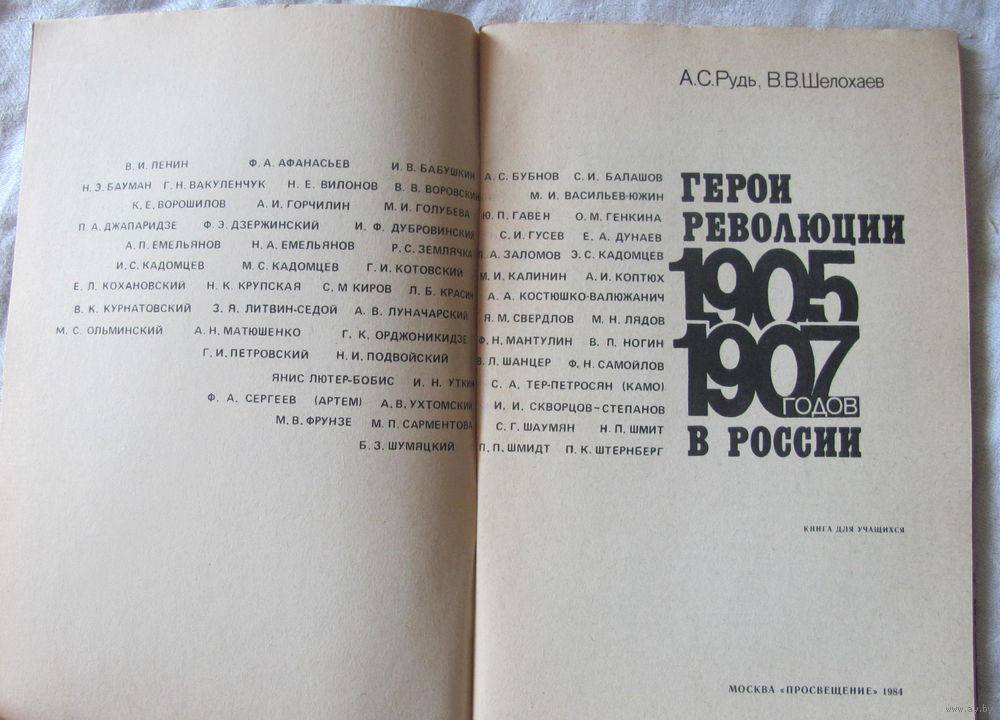 А.С.Рудь, В.В.Шелохаев
В. И. ЛЕНИН Ф. А. АФАНАСЬЕВ И. В. БАБУШКИН А. С. БУБНОВ С. И. БАЛАШОВ
Н. Э. БАУМАН Г. Н. ВАКУЛЕНЧУК Н. Е. ВИЛОНОВ В. В. ВОРОВСКИЙ М. И. ВАСИЛЬЕВ-ЮЖИН
К. Е. ВОРОШИЛОВ А. И. ГОРЧИЛИН М. И. ГОЛУБЕВА Ю. П. ГАВЕН О. М. ГЕНКИНА
П. А. ДЖАПАРИДЗЕ Ф. Э. ДЗЕРЖИНСКИЙ И. Ф. ДУБРОВИНСКИЙ С. И. ГУСЕВ Е. А. ДУНАЕВ
А. П. ЕМЕЛЬЯНОВ Н. А. ЕМЕЛЬЯНОВ Р. С. ЗЕМЛЯЧКА П. А. ЗАЛОМОВ Э. С. КАДОМЦЕВ
И. С. КАДОМЦЕВ М. С. КАДОМЦЕВ Г. И. КОТОВСКИЙ М. И. КАЛИНИН А. И. КОПТЮХ
Е. Л. КОХАНОВСКИЙ Н. К. КРУПСКАЯ С. М КИРОВ Л. Б. КРАСИН А. А. КОСТЮШКО-ВАЛЮЖАНИЧ
В. К. КУРНАТОВСКИЙ З. Я. ЛИТВИН-СЕДОЙ А. В. ЛУНАЧАРСКИЙ Я. М. СВЕРДЛОВ М. Н. ЛЯДОВ
М. С. ОЛЬМИНСКИЙ А. Н. МАТЮШЕНКО Г. К. ОРДЖОНИКИДЗЕ Ф. Н. МАНТУЛИН В. П. НОГИН
Г. И. ПЕТРОВСКИЙ Н. И. ПОДВОЙСКИЙ В. Л. ШАНЦЕР Ф. Н. САМОЙЛОВ
ЯНИС ЛЮТЕР-БОБИС И. Н. УТКИН С. А. ТЕР-ПЕТРОСЯН (КАМО)
Ф. А. СЕРГЕЕВ (АРТЕМ) А. В. УХТОМСКИЙ И. И. СКВОРЦОВ-СТЕПАНОВ
М. В. ФРУНЗЕ М. П. САРМЕНТОВА С. Г. ШАУМЯН Н. П. ШМИТ
Б. З. ШУМЯЦКИЙ П. П. ШМИДТ П. К. ШТЕРНБЕРГ
ГЕРОИ
РЕВОЛЮЦИИ
1905
1907
ГОДОВ
В РОССИИ
КНИГА ДЛЯ УЧАЩИХСЯ
МОСКВА «ПРОСВЕЩЕНИЕ» 1984
www.ay.by